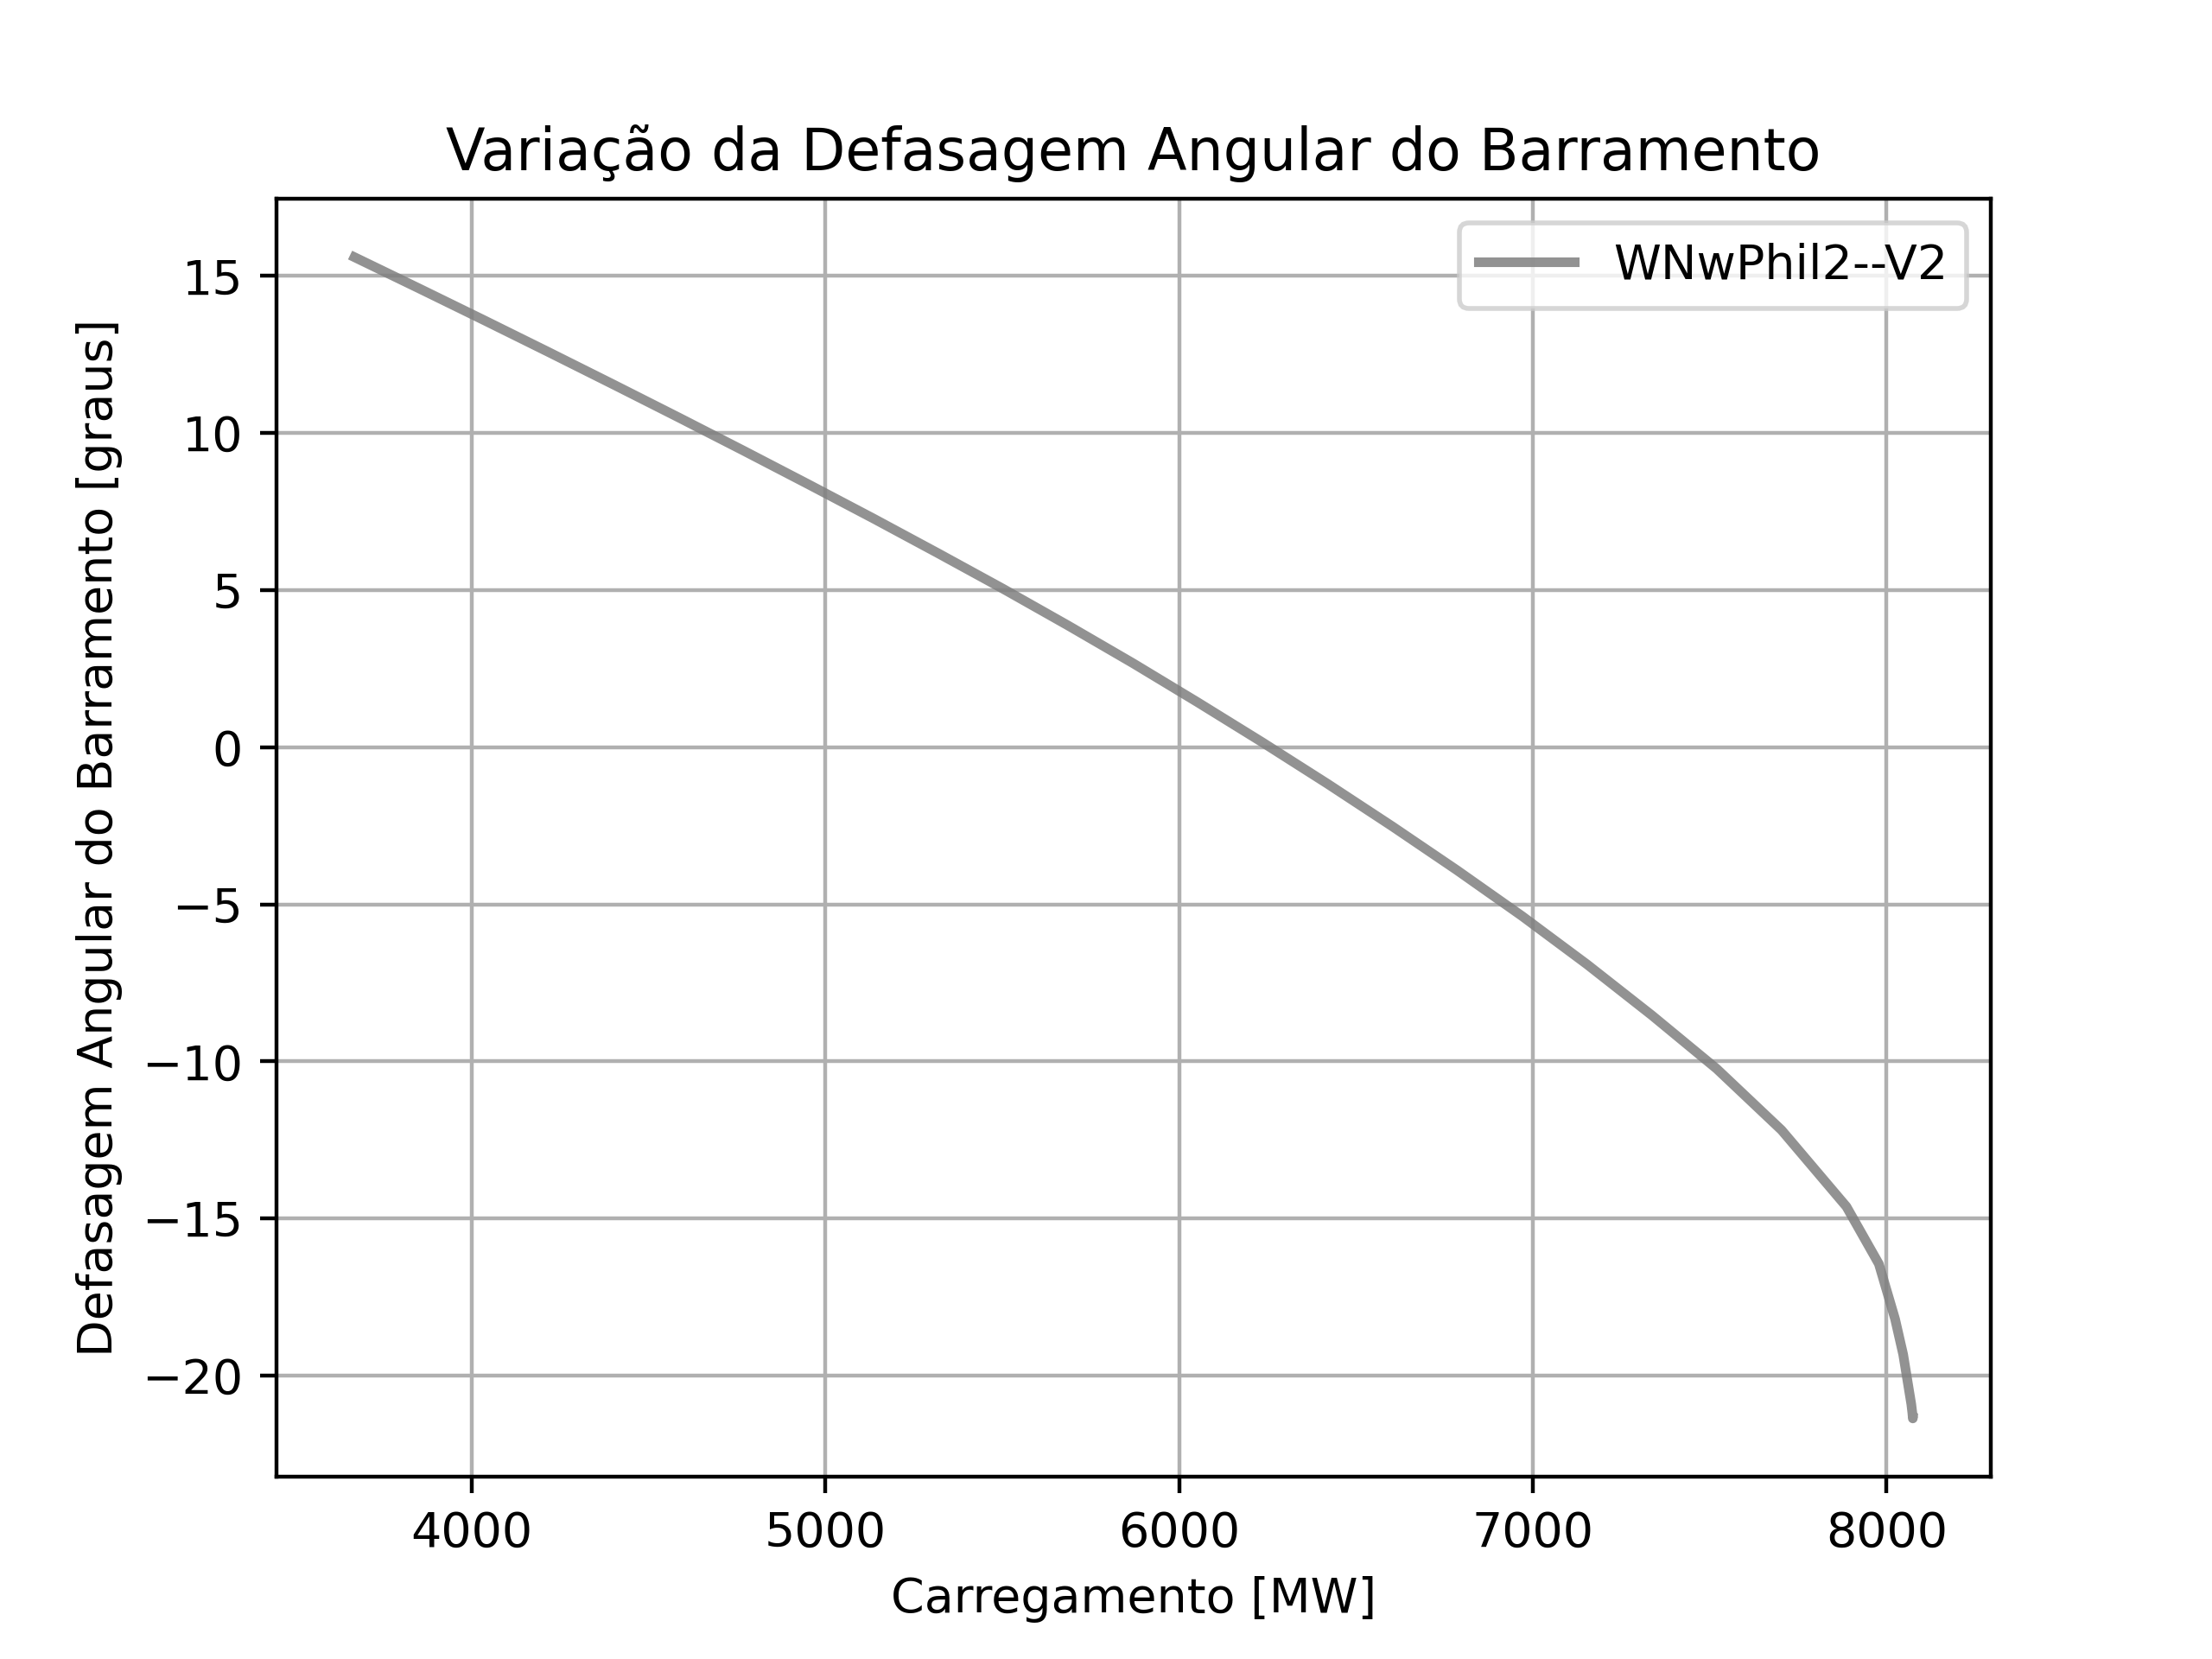 Variação da Defasagem Angular do Barramento
WNwPhil2--V2
Defasagem Angular do Barramento [graus]
15
10
5
0
−5
−10
−15
−20
4000 5000 6000 7000 8000
Carregamento [MW]